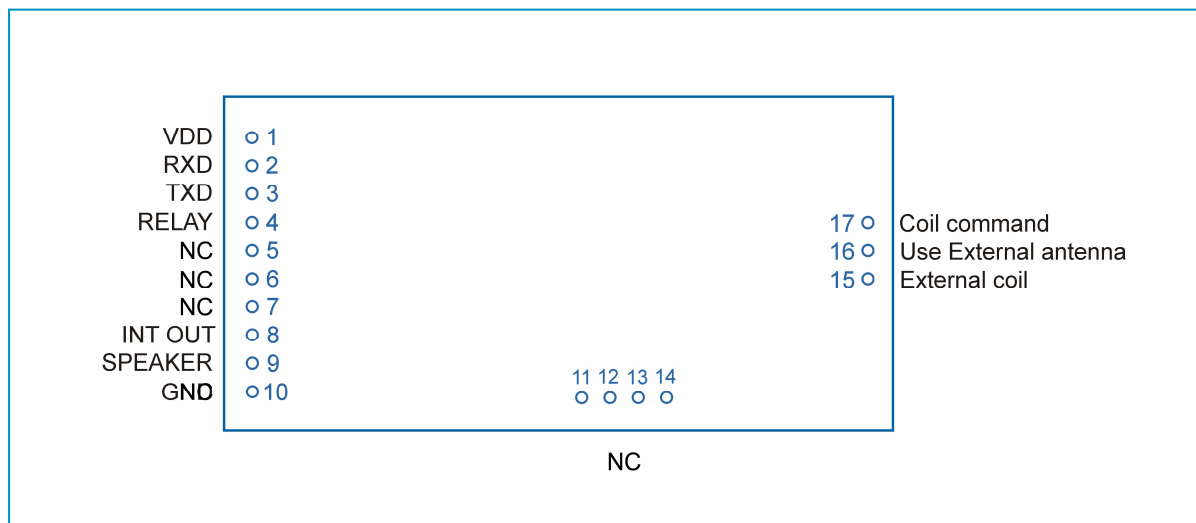 VDD 1
RXD 2
TXD 3
RELAY 4
NC 5
NC 6
NC 7
INT OUT 8
SPEAKER 9
GND 10
11 12 13 14
NC
17 Coil command
16 Use External antenna
15 External coil